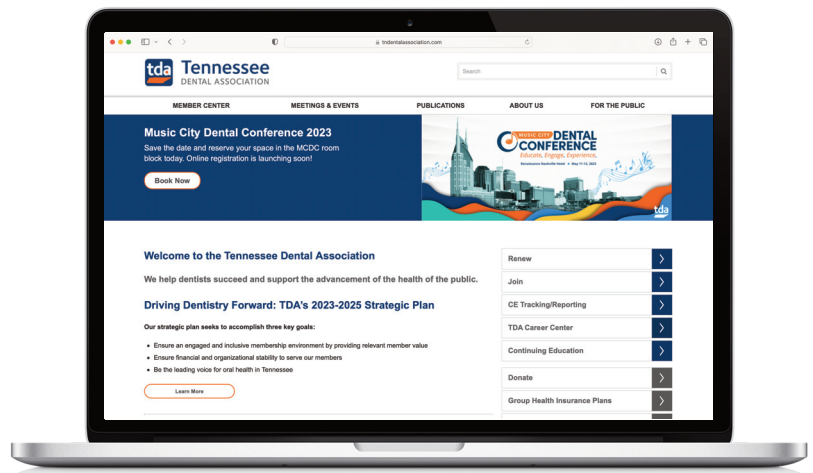 tndentalassociation.com
tda Tennessee
DENTAL ASSOCIATION
Search
MEMBER CENTER MEETINGS & EVENTS PUBLICATIONS ABOUT US FOR THE PUBLIC
Music City Dental Conference 2023
Save the date and reserve your space in the MCDC room
block today. Online registration is launching soon!
Book Now
MUSIC CITY DENTAL
CONFERENCE
Educate, Engage, Experience.
Renaissance Nashville Hotel • May 11-13, 2023
tda
Welcome to the Tennessee Dental Association
We help dentists succeed and support the advancement of the health of the public.
Driving Dentistry Forward: TDA's 2023-2025 Strategic Plan
Our strategic plan seeks to accomplish three key goals:
• Ensure an engaged and inclusive membership environment by providing relevant member value
• Ensure financial and organizational stability to serve our members
• Be the leading voice for oral health in Tennessee
Learn More
Renew
Join
CE Tracking/Reporting
TDA Career Center
Continuing Education
Donate
Group Health Insurance Plans